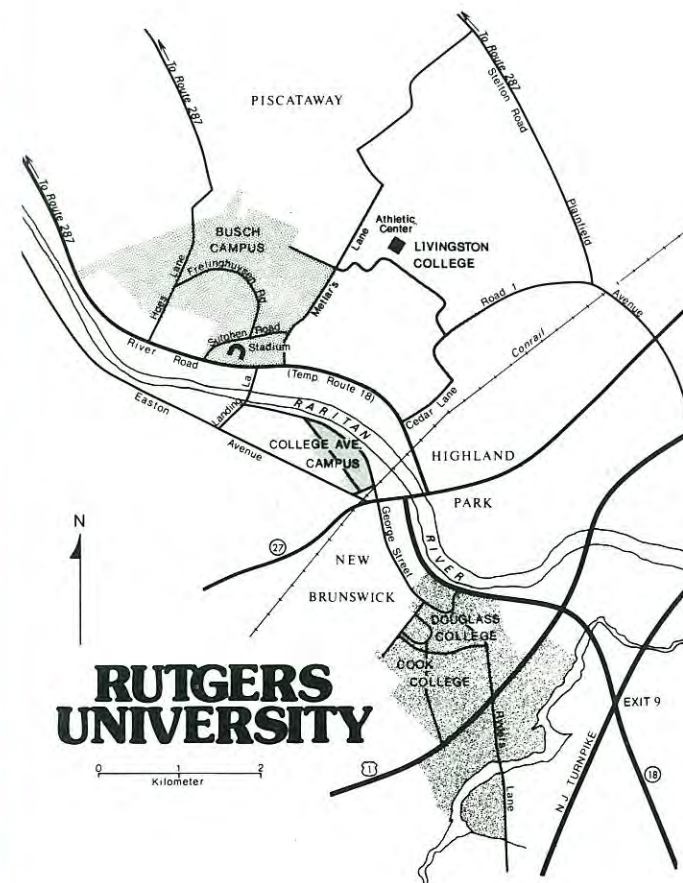 To Route 287
To Route 287
To Route 287
PISCATAWAY
Stelton Road
Plainfield
Avenue
BUSCH
CAMPUS
Athletic
Center
LIVINGSTON
COLLEGE
Hoes Lane
Frelinghuysen Rd.
Metlar's Lane
Road 1
Sutphen Road
Stadium
River Road
(Temp. Route 18)
Conrail
Cedar Lane
Landing La.
Easton
Avenue
RARITAN
RIVER
COLLEGE AVE.
CAMPUS
HIGHLAND
PARK
N
27
George Street
NEW
BRUNSWICK
DOUGLASS
COLLEGE
COOK
COLLEGE
Ryders
Lane
RUTGERS
UNIVERSITY
0 1 2
Kilometer
1
EXIT 9
N J TURNPIKE
18